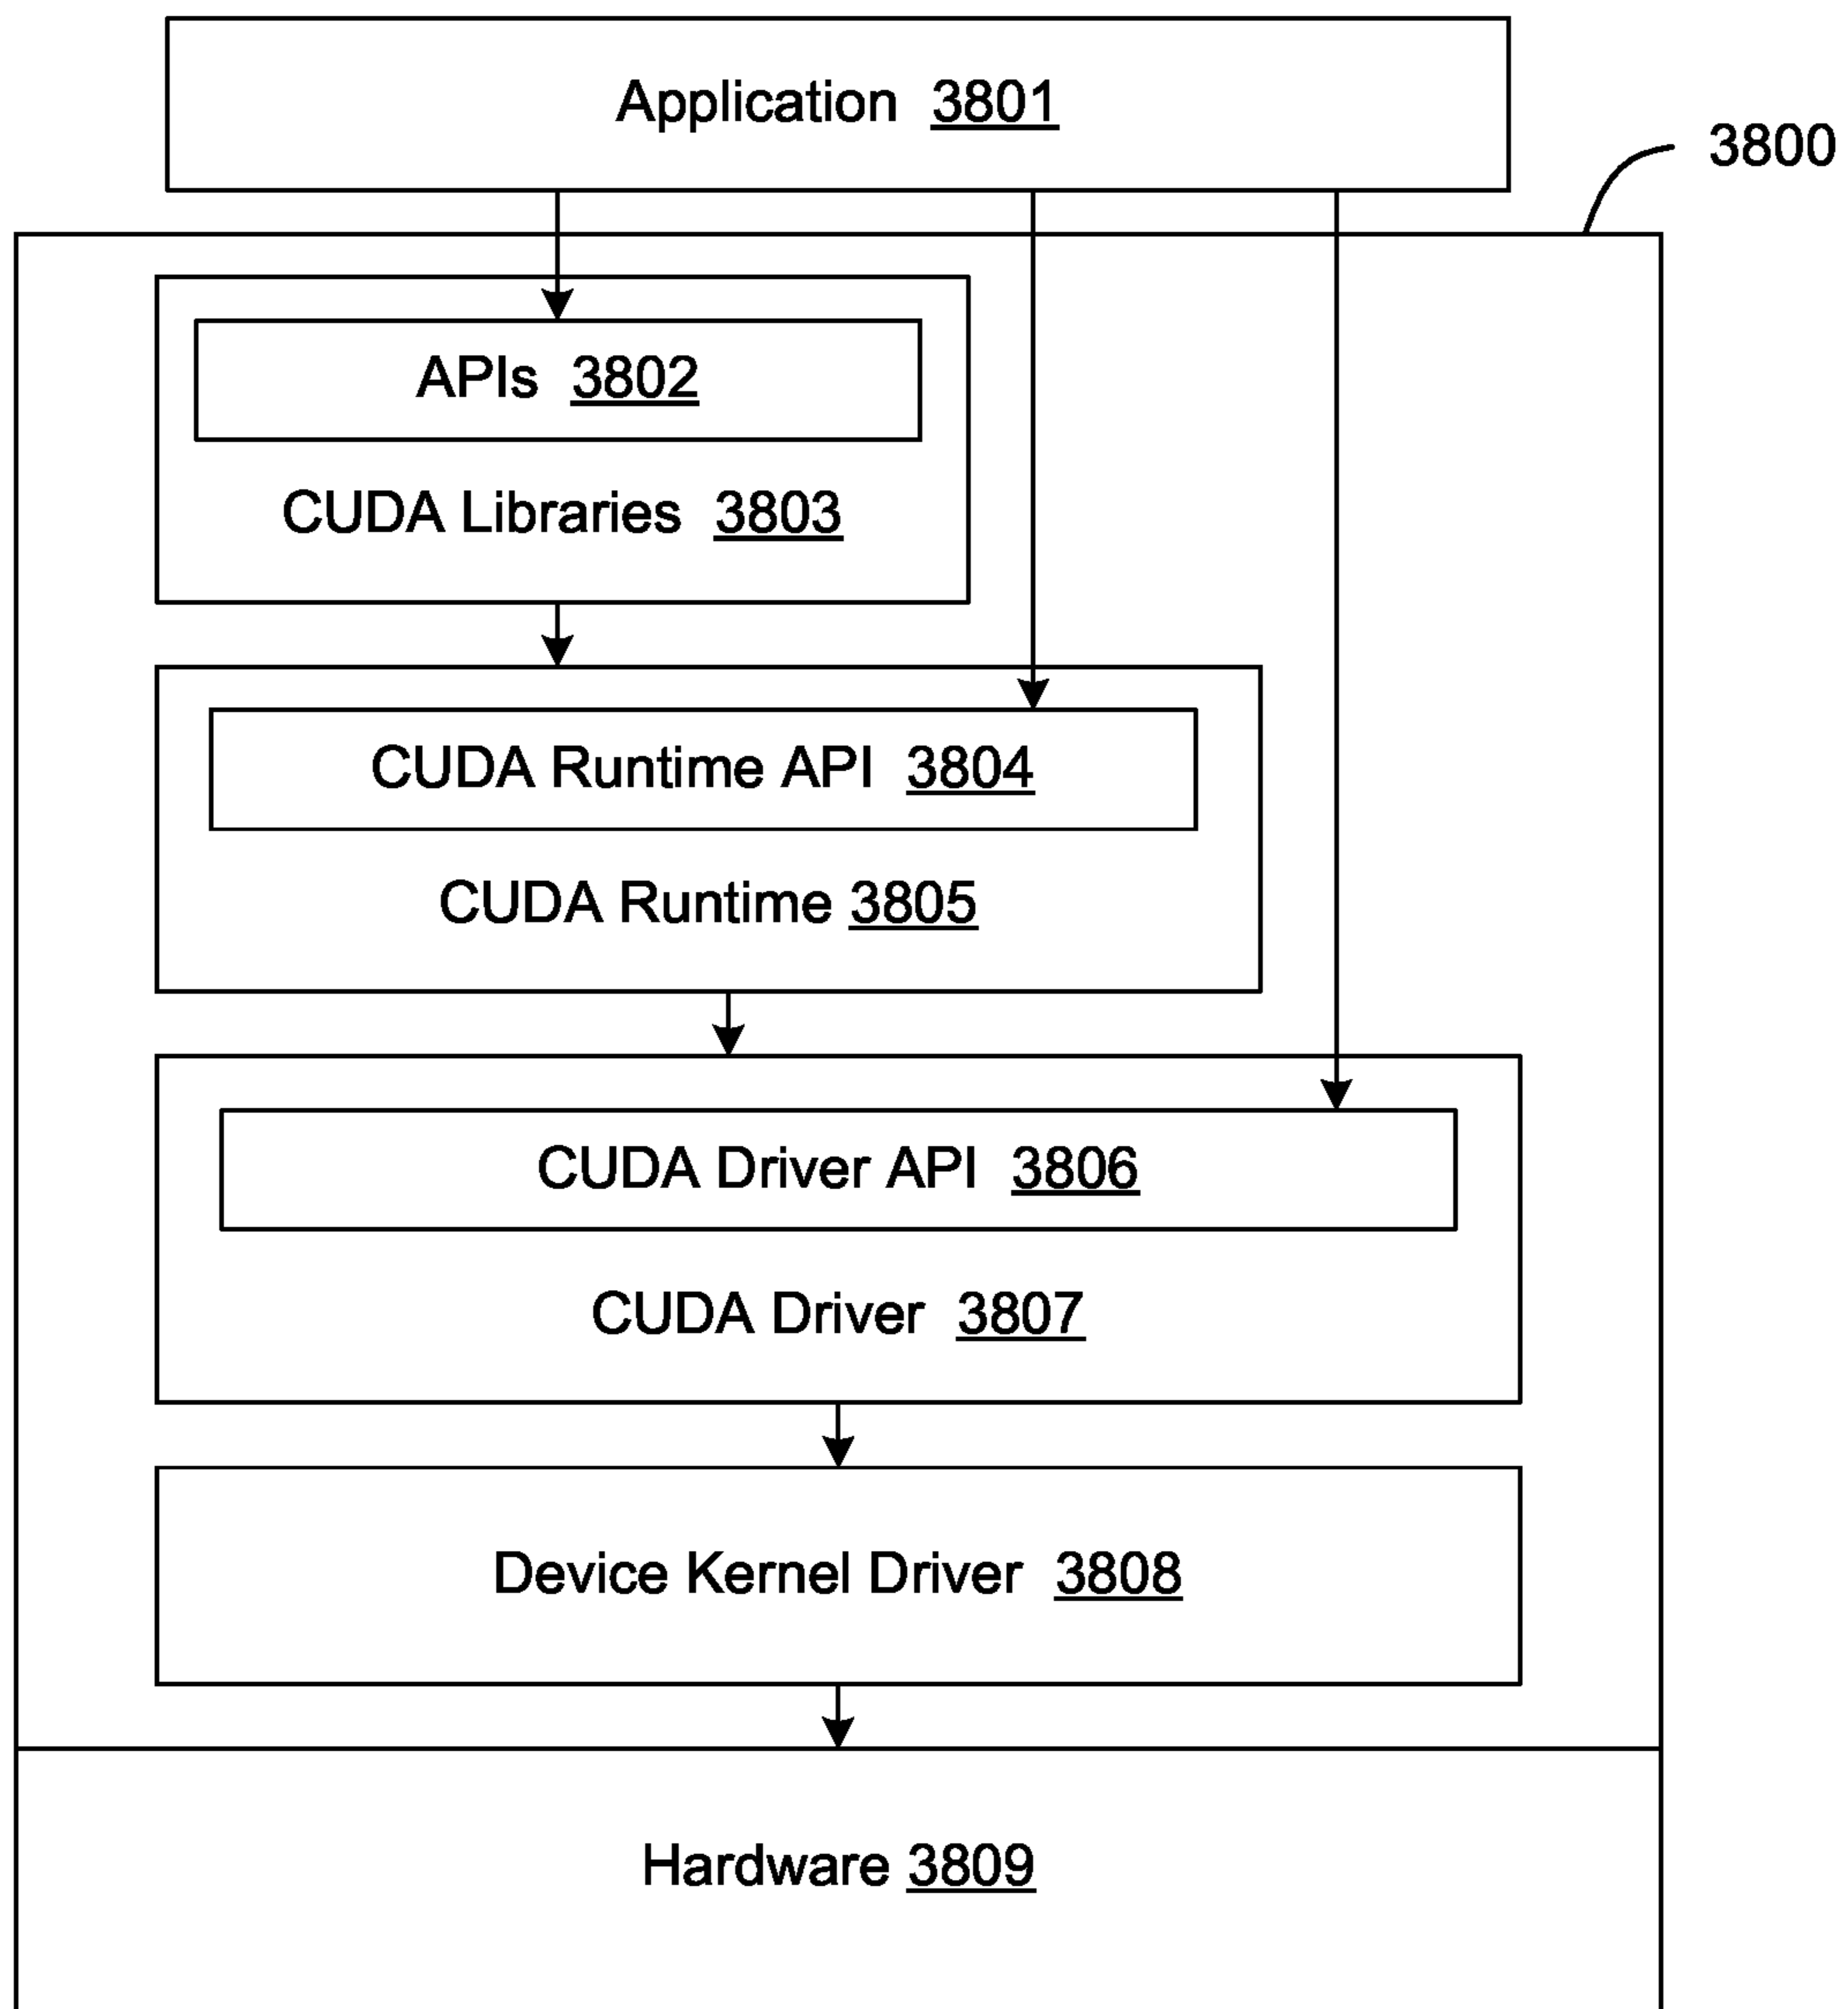 Application 3801
3800
APIs 3802
CUDA Libraries 3803
CUDA Runtime API 3804
CUDA Runtime 3805
CUDA Driver API 3806
CUDA Driver 3807
Device Kernel Driver 3808
Hardware 3809